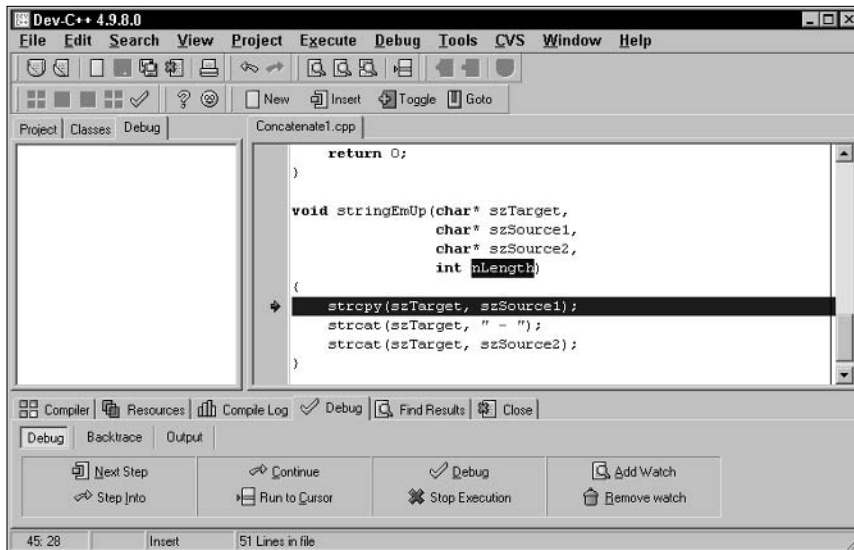 Dev-C++ 4.9.8.0
File Edit Search View Project Execute Debug Tools CVS Window Help
New Insert Toggle Goto
Project Classes Debug
Concatenate1.cpp
return 0;
}
void stringEmUp(char* szTarget,
char* szSource1,
char* szSource2,
int nLength)
{
strcpy(szTarget, szSource1);
strcat(szTarget, " - ");
strcat(szTarget, szSource2);
}
Compiler Resources Compile Log Debug Find Results Close
Debug Backtrace Output
Next Step Continue Debug Add Watch
Step Into Run to Cursor Stop Execution Remove watch
45: 28 Insert 51 Lines in file